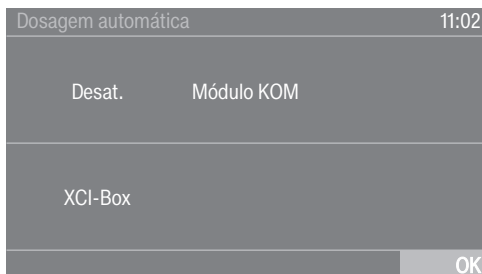 Dosagem automática 11:02
Desat. Módulo KOM
XCI-Box
OK